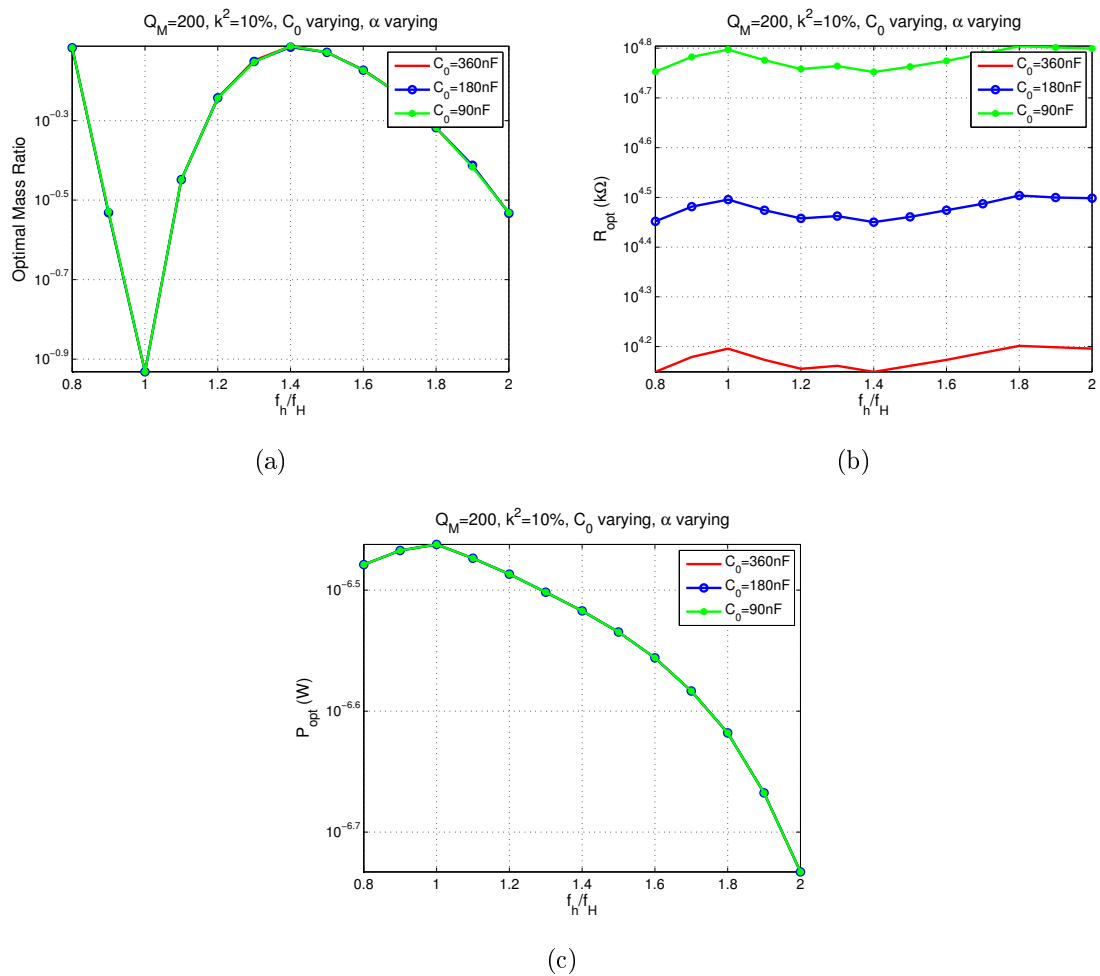 Q_M=200, k^2=10%, C_0 varying, α varying
Optimal Mass Ratio
10^−0.3
10^−0.5
10^−0.7
10^−0.9
0.8 1 1.2 1.4 1.6 1.8 2
f_h/f_H
C_0=360nF
C_0=180nF
C_0=90nF
(a)
Q_M=200, k^2=10%, C_0 varying, α varying
R_opt (kΩ)
10^4.8
10^4.7
10^4.6
10^4.5
10^4.4
10^4.3
10^4.2
0.8 1 1.2 1.4 1.6 1.8 2
f_h/f_H
C_0=360nF
C_0=180nF
C_0=90nF
(b)
Q_M=200, k^2=10%, C_0 varying, α varying
P_opt (W)
10^−6.5
10^−6.6
10^−6.7
0.8 1 1.2 1.4 1.6 1.8 2
f_h/f_H
C_0=360nF
C_0=180nF
C_0=90nF
(c)